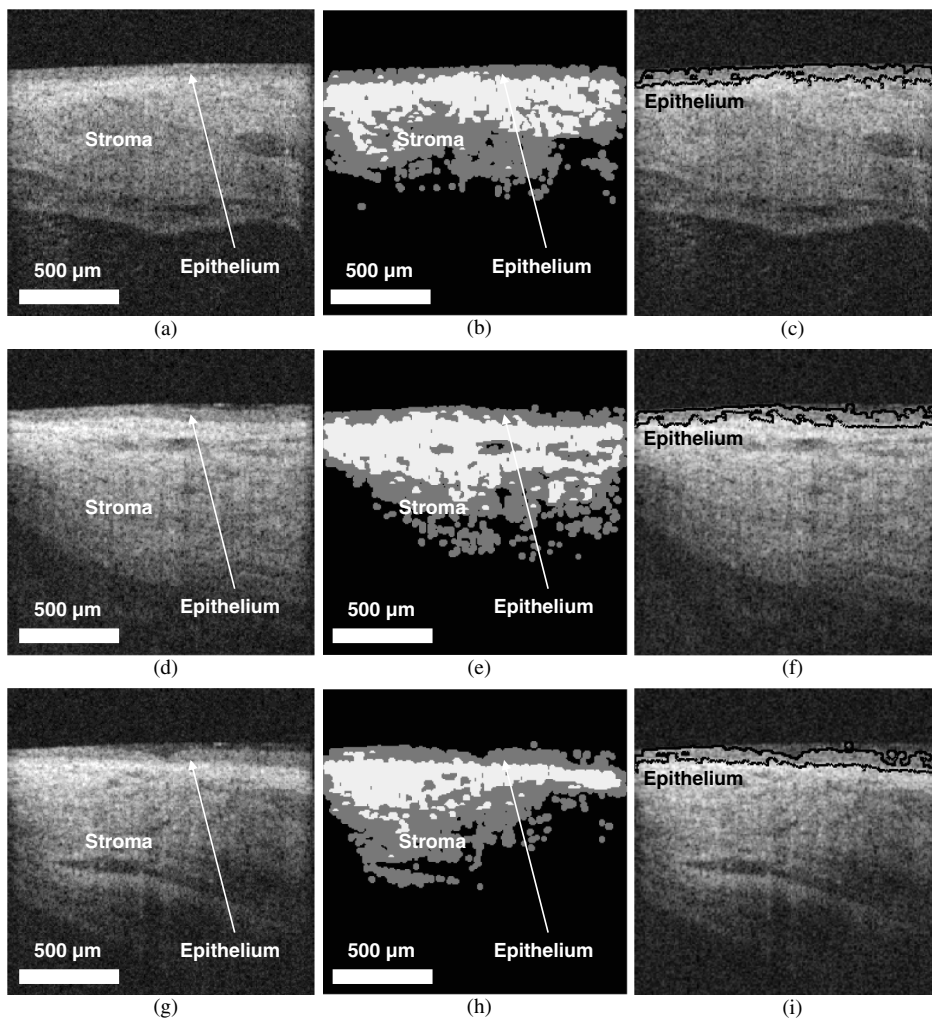 Stroma
500 µm
Epithelium
Stroma
500 µm
Epithelium
Epithelium
(a)
(b)
(c)
Stroma
500 µm
Epithelium
Stroma
500 µm
Epithelium
Epithelium
(d)
(e)
(f)
Stroma
500 µm
Epithelium
Stroma
500 µm
Epithelium
Epithelium
(g)
(h)
(i)